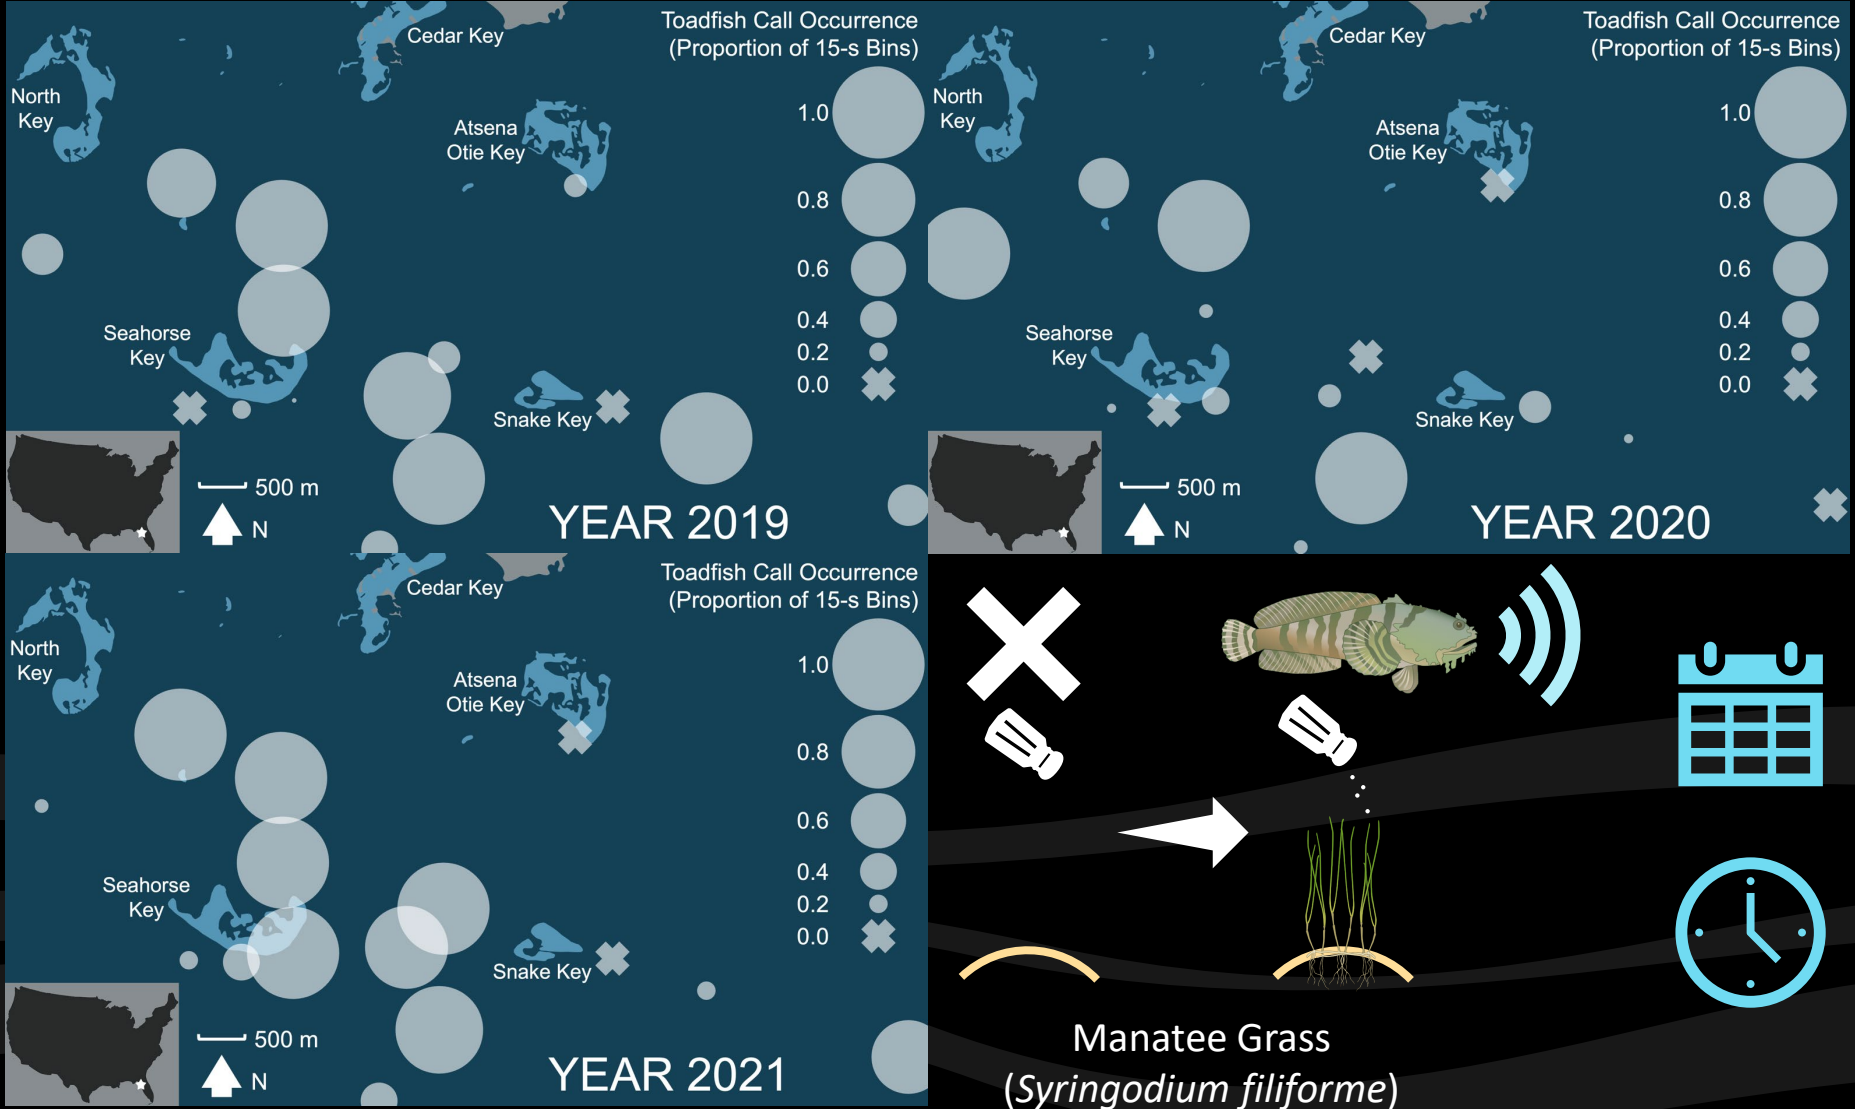 Toadfish Call Occurrence
(Proportion of 15-s Bins)
Cedar Key
North
Key
Atsena
Otie Key
1.0
0.8
0.6
0.4
0.2
0.0
Seahorse
Key
Snake Key
500 m
N
YEAR 2019
Toadfish Call Occurrence
(Proportion of 15-s Bins)
Cedar Key
North
Key
Atsena
Otie Key
1.0
0.8
0.6
0.4
0.2
0.0
Seahorse
Key
Snake Key
500 m
N
YEAR 2020
Toadfish Call Occurrence
(Proportion of 15-s Bins)
Cedar Key
North
Key
Atsena
Otie Key
1.0
0.8
0.6
0.4
0.2
0.0
Seahorse
Key
Snake Key
500 m
N
YEAR 2021
Manatee Grass
(Syringodium filiforme)